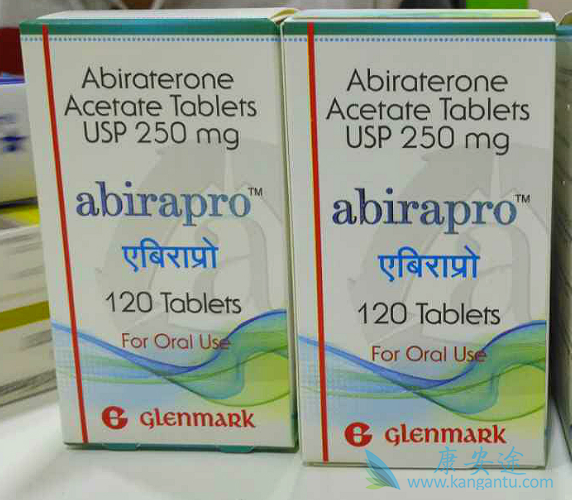 Abiraterone
Acetate Tablets
USP 250 mg
abirapro™
एबिराप्रो
120 Tablets
For Oral Use
GLENMARK
Abiraterone
Acetate Tablets
USP 250 mg
abirapro™
एबिराप्रो
120 Tablets
For Oral Use
GLENMARK
康安途
www.kangantu.com